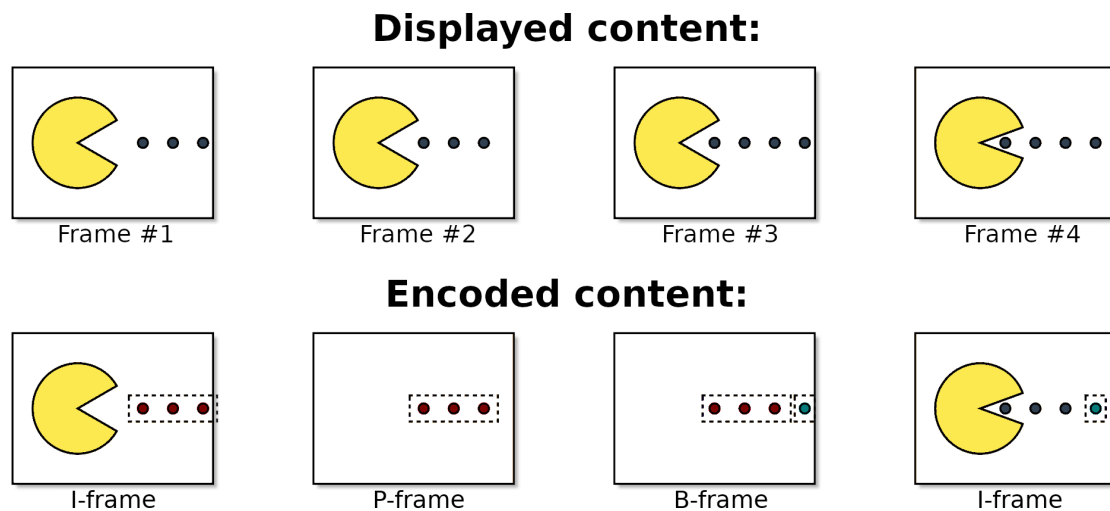 Displayed content:
Frame #1
Frame #2
Frame #3
Frame #4
Encoded content:
I-frame
P-frame
B-frame
I-frame